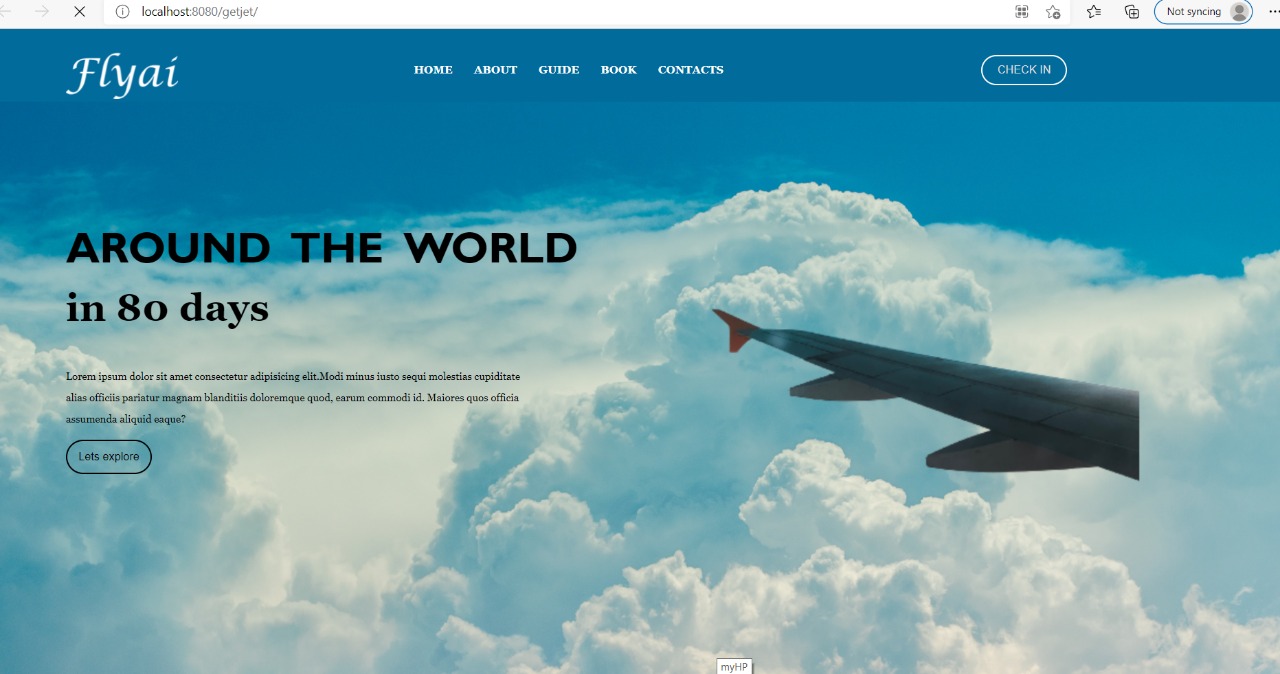 localhost:8080/getjet/
Not syncing
Flyai
HOME ABOUT GUIDE BOOK CONTACTS
CHECK IN
AROUND THE WORLD
in 80 days
Lorem ipsum dolor sit amet consectetur adipisicing elit.Modi minus iusto sequi molestias cupiditate
alias officiis pariatur magnam blanditiis doloremque quod, earum commodi id. Maiores quos officia
assumenda aliquid eaque?
Lets explore
myHP